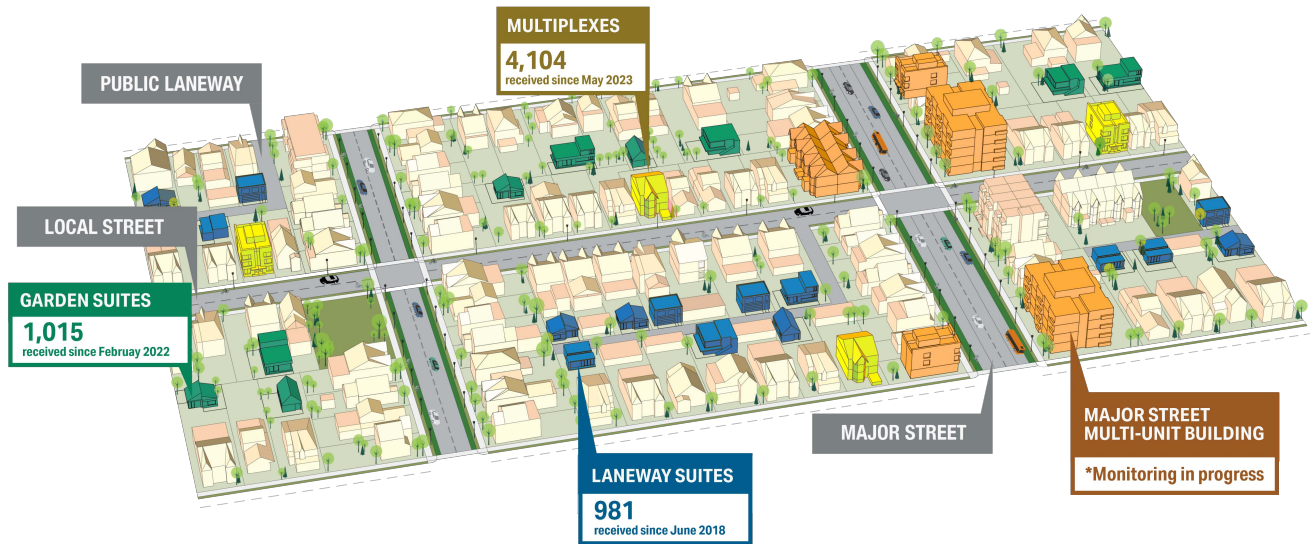 MULTIPLEXES
4,104
received since May 2023
PUBLIC LANEWAY
LOCAL STREET
GARDEN SUITES
1,015
received since Februay 2022
MAJOR STREET
MAJOR STREET
MULTI-UNIT BUILDING
*Monitoring in progress
LANEWAY SUITES
981
received since June 2018